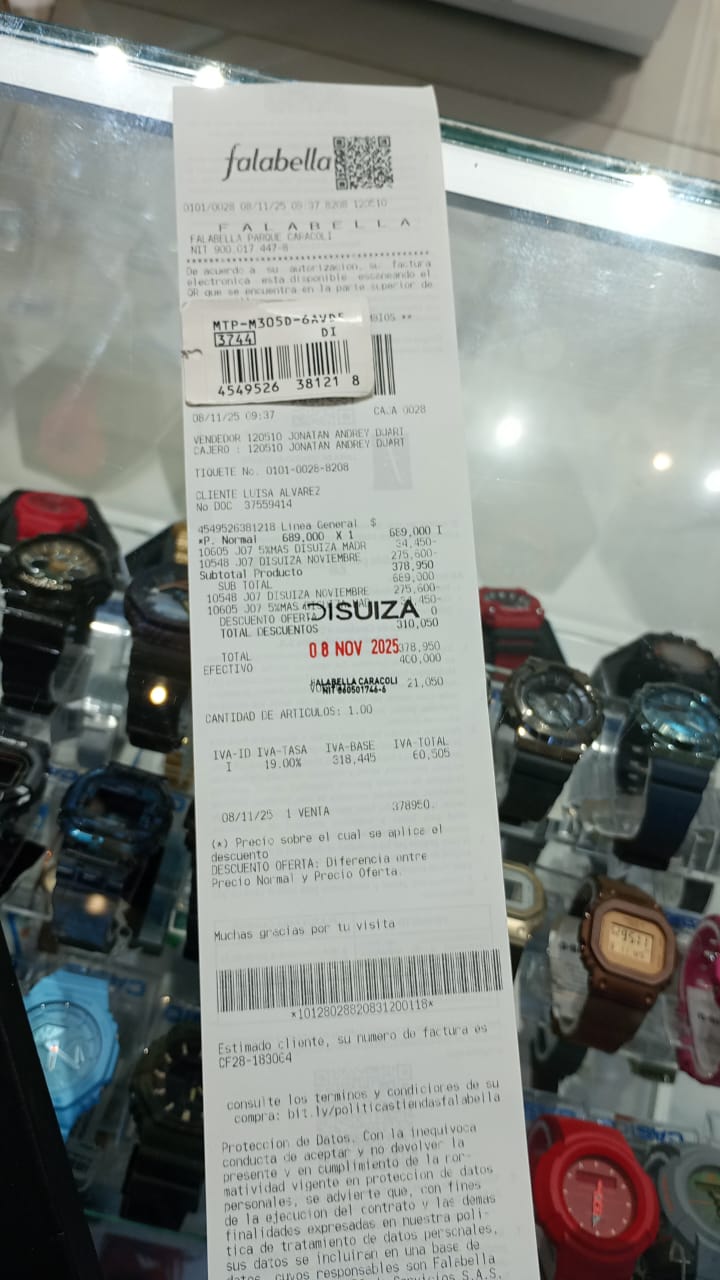 falabella
0101/0028 08/11/25 09:37 8208 120510
F A L A B E L L A
FALABELLA PARQUE CARACOLI
NIT 900.017.447-8
De acuerdo a su autorizacion, su factura
electronica esta disponible escaneando el
QR que se encuentra en la parte superior de
MTP-M305D-6AVDF
3744 DI
4549526 38121 8
08/11/25 09:37 CAJA 0028
VENDEDOR 120510 JONATAN ANDREY DUART
CAJERO : 120510 JONATAN ANDREY DUART
TIQUETE No. 0101-0028-8208
CLIENTE LUISA ALVAREZ
No DOC 37559414
4549526381218 Linea General $
*P. Normal 689,000 X 1 689,000 I
10605 J07 5%MAS DISUIZA MADR 34,450-
10548 J07 DISUIZA NOVIEMBRE 275,600-
Subtotal Producto 378,950
SUB TOTAL 689,000
10548 J07 DISUIZA NOVIEMBRE 275,600-
10605 J07 5%MAS 34,450-
DESCUENTO OFERTA 0
DISUIZA
TOTAL DESCUENTOS 310,050
08 NOV 2025
TOTAL 378,950
EFECTIVO 400,000
FALABELLA CARACOLI
21,050
CANTIDAD DE ARTICULOS: 1.00
IVA-ID IVA-TASA IVA-BASE IVA-TOTAL
I 19.00% 318,445 60,505
08/11/25 1 VENTA 378950.
(*) Precio sobre el cual se aplica el
descuento
DESCUENTO OFERTA: Diferencia entre
Precio Normal y Precio Oferta.
Muchas gracias por tu visita
*10128028820831200118*
Estimado cliente, su numero de factura es
CF28-183064
consulte los terminos y condiciones de su
compra: bit.ly/politicastiendasfalabella
Proteccion de Datos. Con la inequivoca
conducta de aceptar y no devolver la
presente y en cumplimiento de la nor-
matividad vigente en proteccion de datos
personales, se advierte que, con fines
de la ejecucion del contrato y las demas
finalidades expresadas en nuestra poli-
tica de tratamiento de datos personales,
sus datos se incluiran en una base de
datos, cuyos responsables son Falabella
Servicios S.A.S.